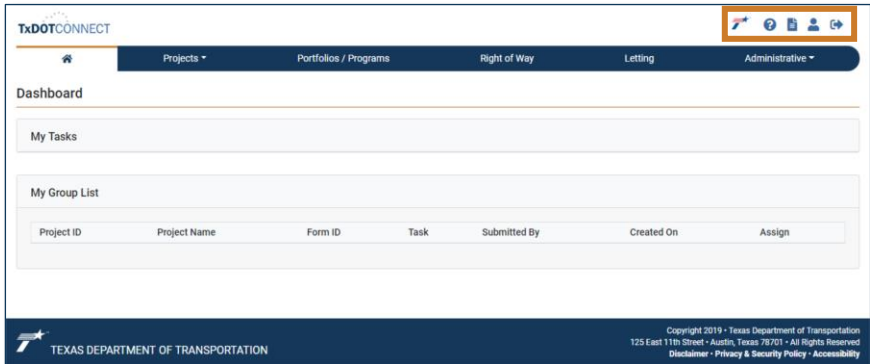 TxDOTCONNECT
Projects
Portfolios / Programs
Right of Way
Letting
Administrative
Dashboard
My Tasks
My Group List
Project ID
Project Name
Form ID
Task
Submitted By
Created On
Assign
TEXAS DEPARTMENT OF TRANSPORTATION
Copyright 2019 • Texas Department of Transportation
125 East 11th Street • Austin, Texas 78701 • All Rights Reserved
Disclaimer • Privacy & Security Policy • Accessibility